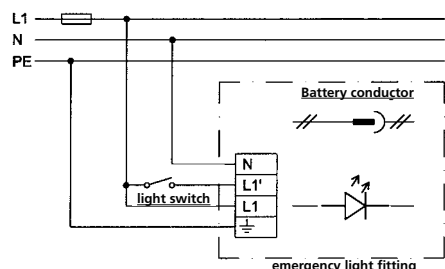 L1
N
PE
Battery conductor
N
L1'
light switch
L1
emergency light fitting